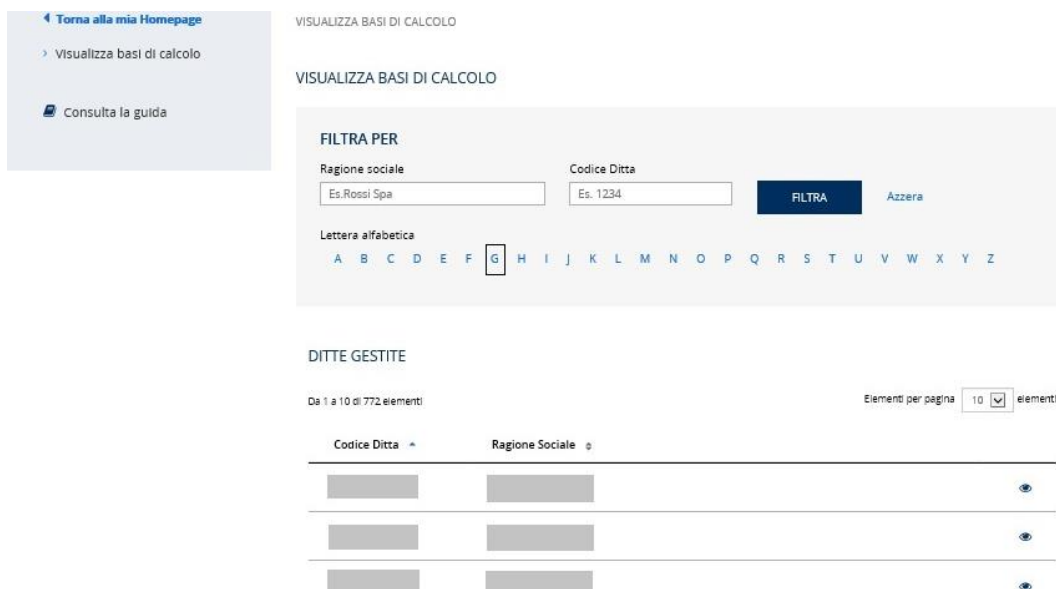 Torna alla mia Homepage
Visualizza basi di calcolo
Consulta la guida
VISUALIZZA BASI DI CALCOLO
VISUALIZZA BASI DI CALCOLO
FILTRA PER
Ragione sociale Codice Ditta
Es.Rossi Spa Es. 1234 FILTRA Azzera
Lettera alfabetica
A B C D E F G H I J K L M N O P Q R S T U V W X Y Z
DITTE GESTITE
Da 1 a 10 di 772 elementi Elementi per pagina 10 elementi
Codice Ditta Ragione Sociale